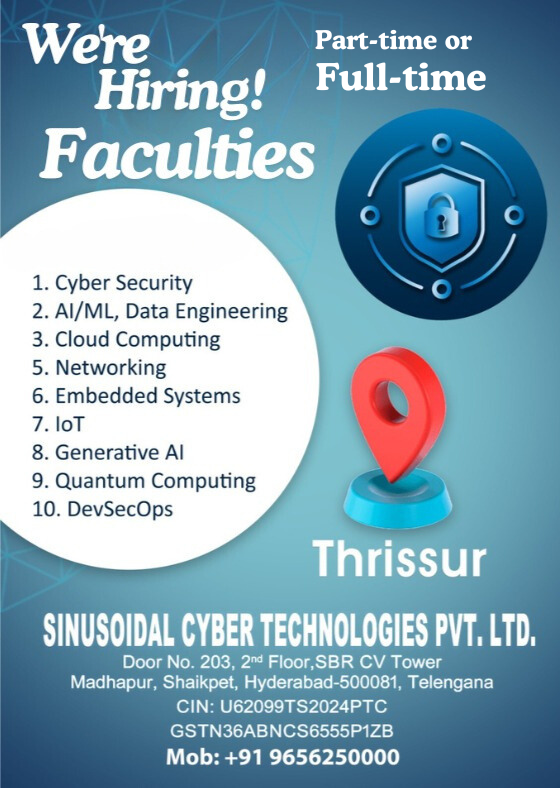 We're
Hiring!
Faculties
Part-time or
Full-time
1. Cyber Security
2. AI/ML, Data Engineering
3. Cloud Computing
5. Networking
6. Embedded Systems
7. IoT
8. Generative AI
9. Quantum Computing
10. DevSecOps
Thrissur
SINUSOIDAL CYBER TECHNOLOGIES PVT. LTD.
Door No. 203, 2nd Floor,SBR CV Tower
Madhapur, Shaikpet, Hyderabad-500081, Telengana
CIN: U62099TS2024PTC
GSTN36ABNCS6555P1ZB
Mob: +91 9656250000